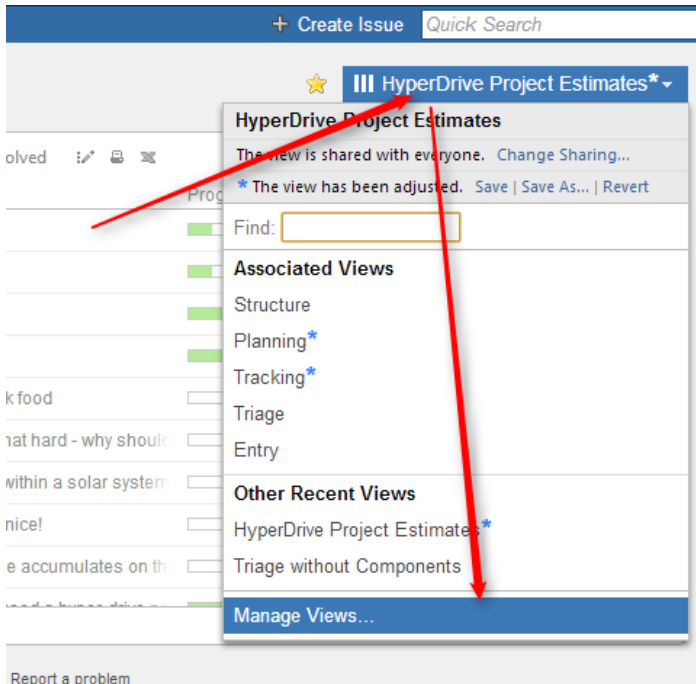 + Create Issue Quick Search
HyperDrive Project Estimates*
HyperDrive Project Estimates
olved
The view is shared with everyone. Change Sharing...
Prog
* The view has been adjusted. Save | Save As... | Revert
Find:
Associated Views
Structure
Planning*
Tracking*
Triage
k food
hat hard - why should
Entry
within a solar system
Other Recent Views
nice!
HyperDrive Project Estimates*
e accumulates on th
Triage without Components
Manage Views...
Report a problem